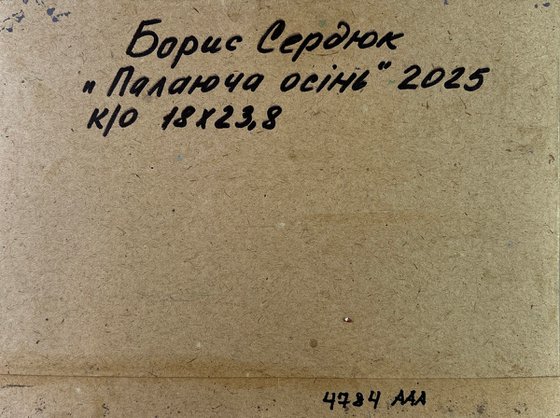 Борис Сердюк
"Палаюча осінь" 2025
к/о 18х23,8
4784 ААА